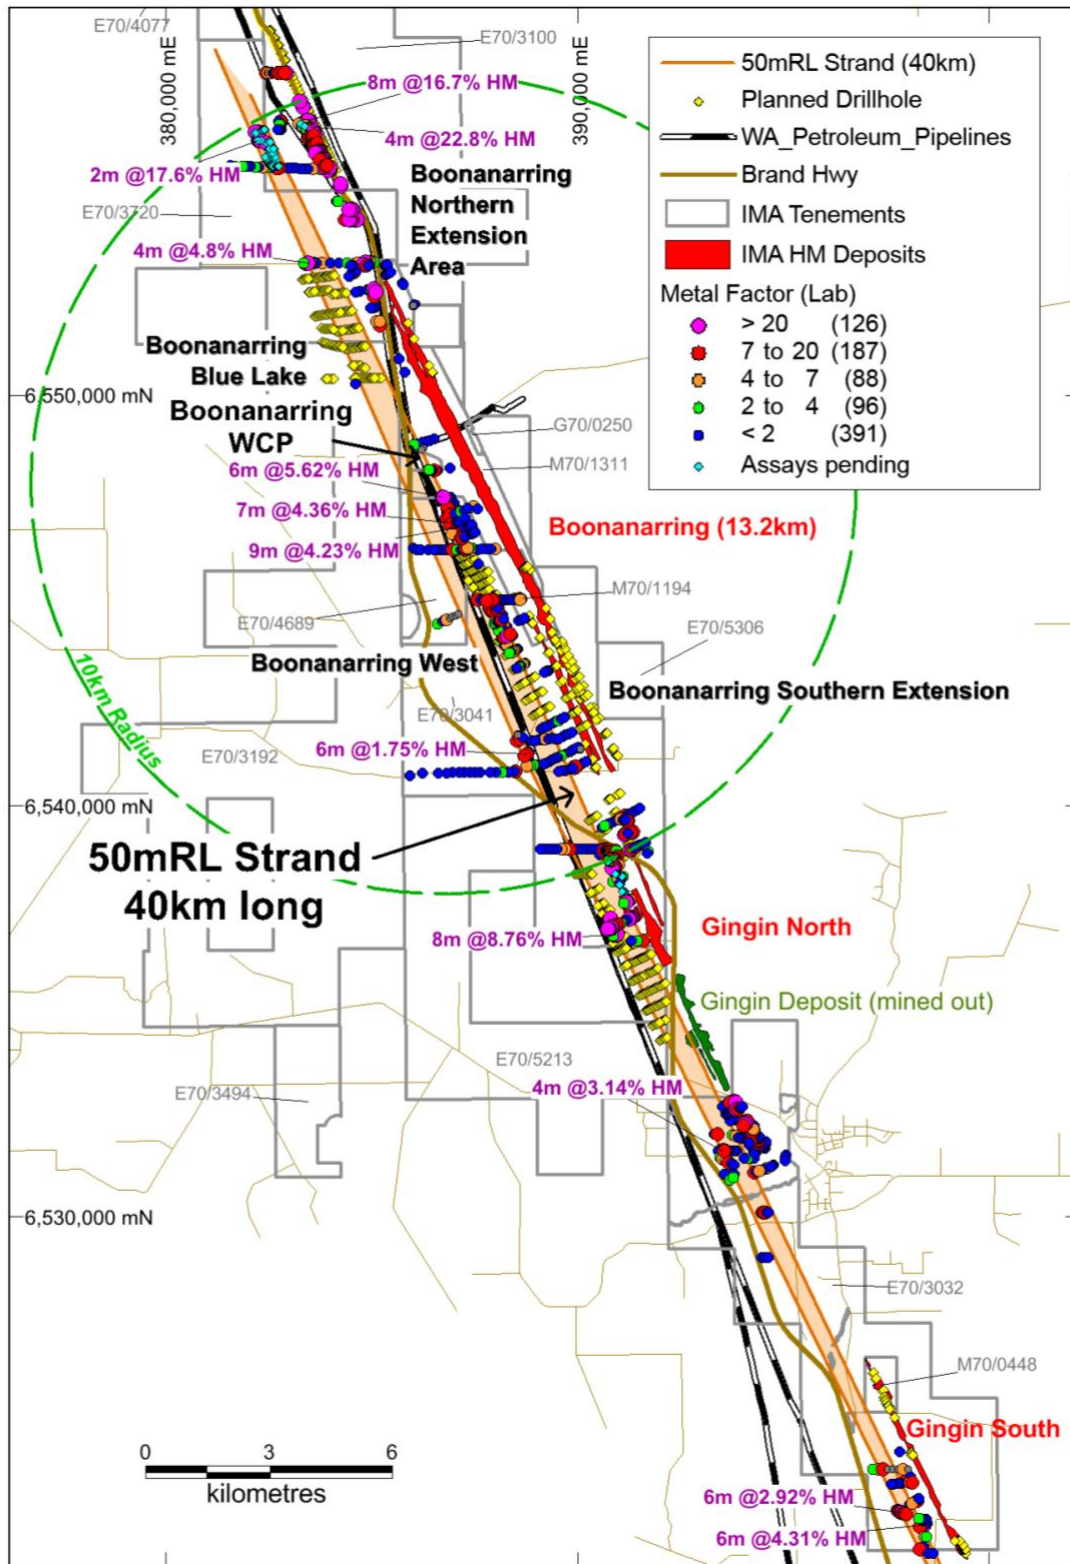 E70/4077
380,000 mE
E70/3100
390,000 mE
50mRL Strand (40km)
Planned Drillhole
WA_Petroleum_Pipelines
Brand Hwy
IMA Tenements
IMA HM Deposits
Metal Factor (Lab)
> 20 (126)
7 to 20 (187)
4 to 7 (88)
2 to 4 (96)
< 2 (391)
Assays pending
8m @16.7% HM
4m @22.8% HM
2m @17.6% HM
Boonanarring
Northern
Extension
Area
E70/3720
4m @4.8% HM
Boonanarring
Blue Lake
6,550,000 mN
Boonanarring
WCP
G70/0250
M70/1311
6m @5.62% HM
7m @4.36% HM
9m @4.23% HM
Boonanarring (13.2km)
M70/1194
E70/4689
E70/5306
Boonanarring West
Boonanarring Southern Extension
10km Radius
E70/3041
E70/3192
6m @1.75% HM
6,540,000 mN
50mRL Strand
40km long
8m @8.76% HM
Gingin North
Gingin Deposit (mined out)
E70/5213
4m @3.14% HM
E70/3494
6,530,000 mN
E70/3032
M70/0448
Gingin South
0 3 6
kilometres
6m @2.92% HM
6m @4.31% HM